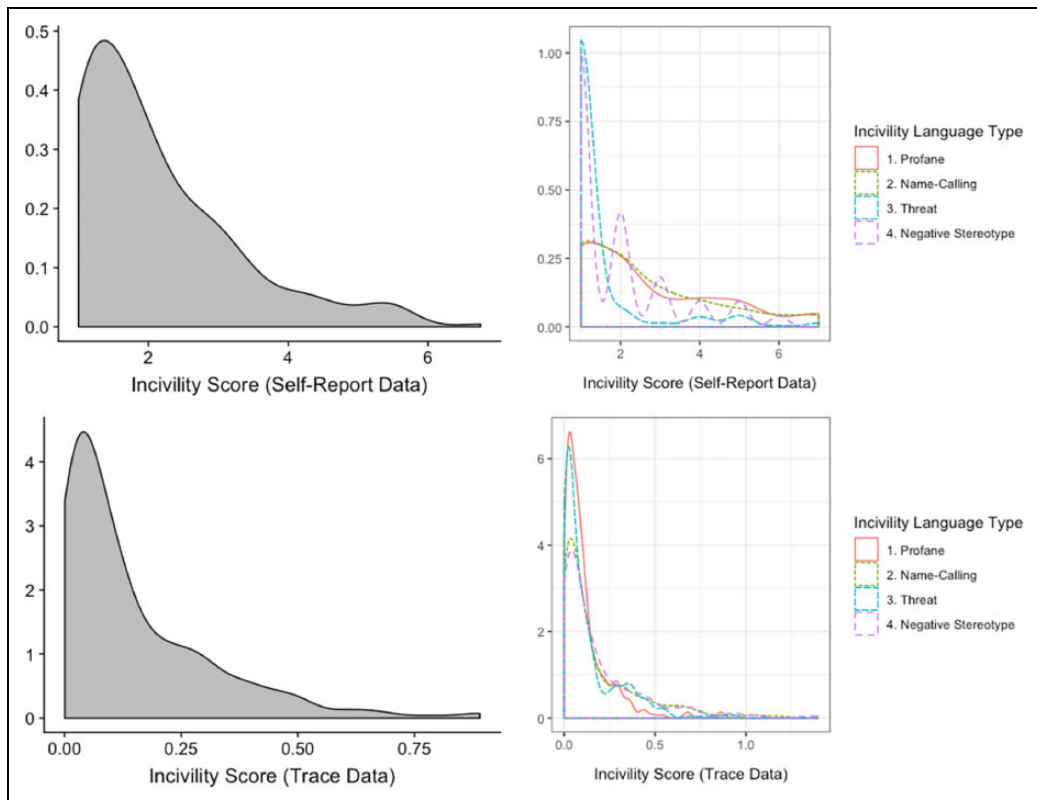 0.5
0.4
0.3
0.2
0.1
0.0
2
4
6
Incivility Score (Self-Report Data)
1.00
0.75
0.50
0.25
0.00
2
4
6
Incivility Score (Self-Report Data)
Incivility Language Type
1. Profane
2. Name-Calling
3. Threat
4. Negative Stereotype
4
3
2
1
0
0.00
0.25
0.50
0.75
Incivility Score (Trace Data)
6
4
2
0
0.0
0.5
1.0
Incivility Score (Trace Data)
Incivility Language Type
1. Profane
2. Name-Calling
3. Threat
4. Negative Stereotype